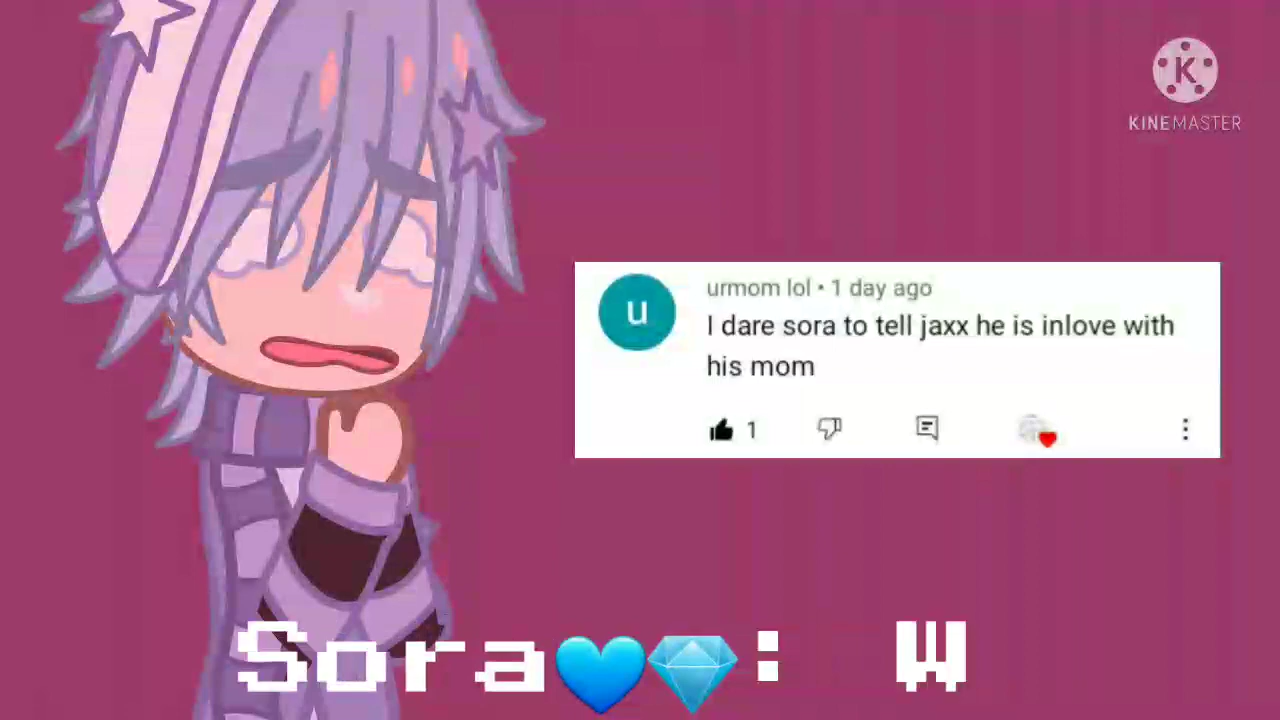 K
KINEMASTER
u
urmom lol • 1 day ago
I dare sora to tell jaxx he is inlove with
his mom
1
Sora💙💎: W